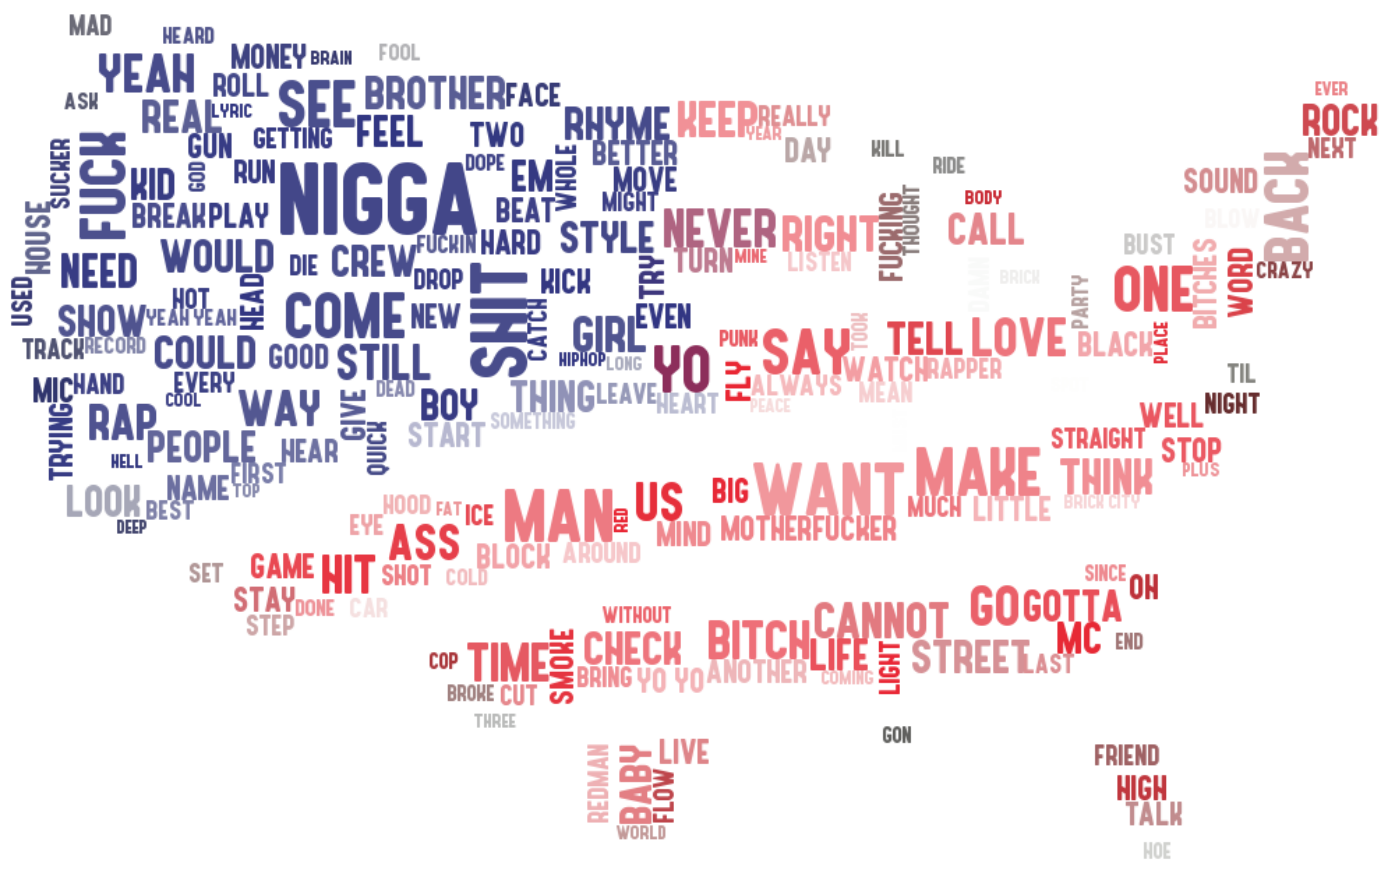 MAD
HEARD
MONEY BRAIN FOOL
YEAH ROLL SEE BROTHER FACE
EVER
ASK REAL LYRIC RHYME KEEP REALLY
ROCK
GUN GETTING FEEL TWO YEAR
NEXT
SUCKER FUCK KID GOD RUN DOPE EM WHOLE BETTER DAY KILL RIDE
NIGGA MOVE MIGHT
BODY
SOUND BACK
BREAK PLAY BEAT
HOUSE WOULD DIE CREW FUCKIN HARD STYLE NEVER RIGHT FUCKING THOUGHT CALL BLOW
BUST
NEED DROP SHIT KICK TRY TURN MINE LISTEN
DAMN BRICK BITCHES WORD CRAZY
USED HOT HEAD COME NEW CATCH EVEN PARTY ONE
SHOW YEAH YEAH GIRL
TRACK RECORD COULD GOOD STILL HIPHOP LONG YO PUNK SAY TOOK TELL LOVE BLACK PLACE
MIC HAND EVERY DEAD THING LEAVE HEART FLY ALWAYS WATCH RAPPER
TIL
COOL PEACE MEAN
NIGHT
TRYING RAP WAY GIVE BOY SOMETHING
WELL
PEOPLE HEAR QUICK START
STRAIGHT STOP
HELL FIRST PLUS
NAME TOP WANT MAKE THINK
LOOK BEST HOOD FAT ICE MAN RED US BIG MUCH LITTLE BRICK CITY
DEEP EYE MIND MOTHERFUCKER
ASS BLOCK AROUND
SET GAME HIT SHOT COLD
SINCE OH
STAY DONE CAR
GO GOTTA
STEP WITHOUT CANNOT
CHECK BITCH MC END
COP TIME SMOKE LIFE LIGHT STREET LAST
BRING YO YO ANOTHER COMING
BROKE CUT
THREE
GON
REDMAN BABY LIVE
FRIEND
FLOW
HIGH
TALK
WORLD
HOE